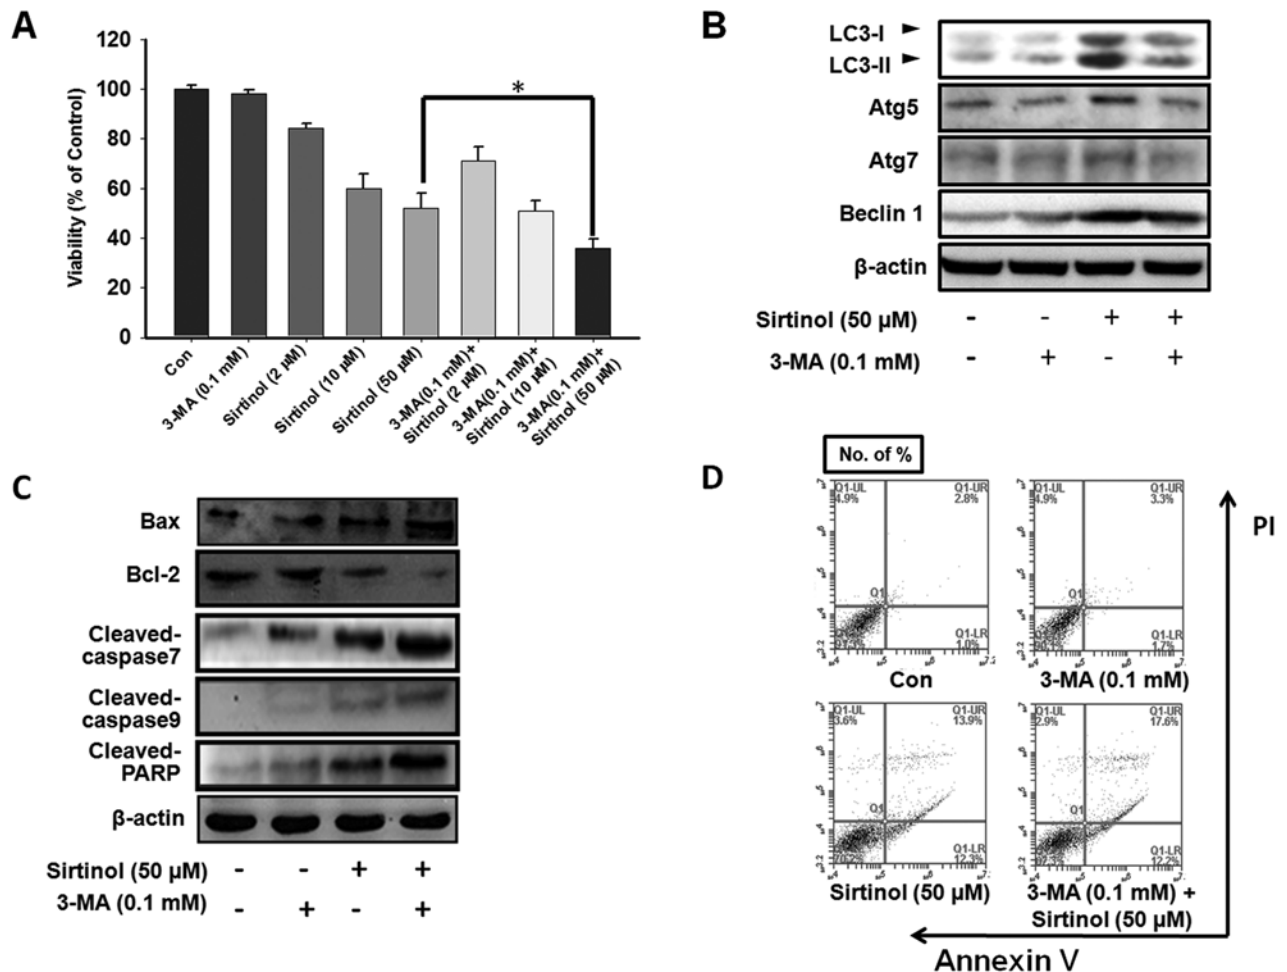 A
120
100
80
60
40
20
0
Viability (% of Control)
*
Con
3-MA (0.1 mM)
Sirtinol (2 µM)
Sirtinol (10 µM)
Sirtinol (50 µM)
3-MA(0.1 mM)+
Sirtinol (2 µM)
3-MA(0.1 mM)+
Sirtinol (10 µM)
3-MA(0.1 mM)+
Sirtinol (50 µM)
B
LC3-I
LC3-II
Atg5
Atg7
Beclin 1
β-actin
Sirtinol (50 µM) - - + +
3-MA (0.1 mM) - + - +
C
Bax
Bcl-2
Cleaved-
caspase7
Cleaved-
caspase9
Cleaved-
PARP
β-actin
Sirtinol (50 µM) - - + +
3-MA (0.1 mM) - + - +
D
No. of %
Q1-UL Q1-UR
4.9% 2.8%
Q1
Q1-LR
1.0%
Con
Q1-UL Q1-UR
4.9% 3.3%
Q1
Q1-LR
90.1% 1.7%
3-MA (0.1 mM)
PI
Q1-UL Q1-UR
3.6% 13.9%
Q1
Q1-LR
70.2% 12.3%
Sirtinol (50 µM)
Q1-UL Q1-UR
2.9% 17.6%
Q1
Q1-LR
12.2%
3-MA (0.1 mM) +
Sirtinol (50 µM)
Annexin V